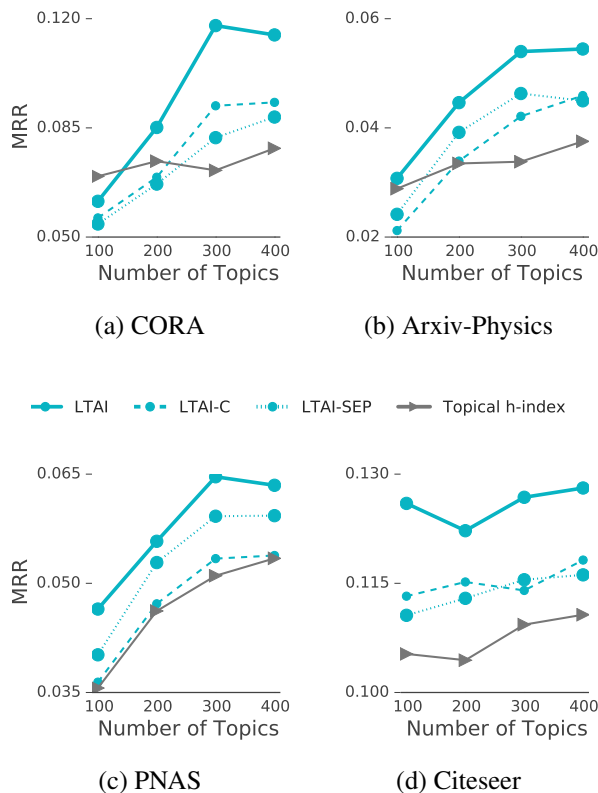 0.120
0.085
0.050
MRR
100 200 300 400
Number of Topics
(a) CORA
0.06
0.04
0.02
100 200 300 400
Number of Topics
(b) Arxiv-Physics
LTAI LTAI-C LTAI-SEP Topical h-index
0.065
0.050
0.035
MRR
100 200 300 400
Number of Topics
(c) PNAS
0.130
0.115
0.100
100 200 300 400
Number of Topics
(d) Citeseer